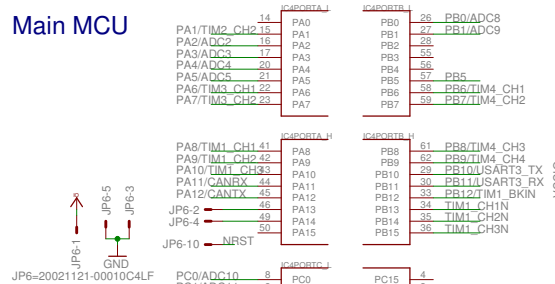 Main MCU
IC4PORTA_L IC4PORTB_L
14 PA0 PB0 26 PB0/ADC8
PA1/TIM2_CH2 15 PA1 PB1 27 PB1/ADC9
PA2/ADC2 16 PA2 PB2 28
PA3/ADC3 17 PA3 PB3 55
PA4/ADC4 20 PA4 PB4 56
PA5/ADC5 21 PA5 PB5 57 PB5
PA6/TIM3_CH1 22 PA6 PB6 58 PB6/TIM4_CH1
PA7/TIM3_CH2 23 PA7 PB7 59 PB7/TIM4_CH2
IC4PORTA_H IC4PORTB_H
PA8/TIM1_CH1 41 PA8 PB8 61 PB8/TIM4_CH3
PA9/TIM1_CH2 42 PA9 PB9 62 PB9/TIM4_CH4
PA10/TIM1_CH3 43 PA10 PB10 29 PB10/USART3_TX
PA11/CANRX 44 PA11 PB11 30 PB11/USART3_RX
PA12/CANTX 45 PA12 PB12 33 PB12/TIM1_BKIN
JP6-2 46 PA13 PB13 34 TIM1_CH1N
JP6-4 49 PA14 PB14 35 TIM1_CH2N
50 PA15 PB15 36 TIM1_CH3N
JP6-10 NRST
JP6-1
JP6-5
JP6-3
GND
JP6=20021121-00010C4LF
IC4PORTC_L
PC0/ADC10 8 PC0 PC15 4